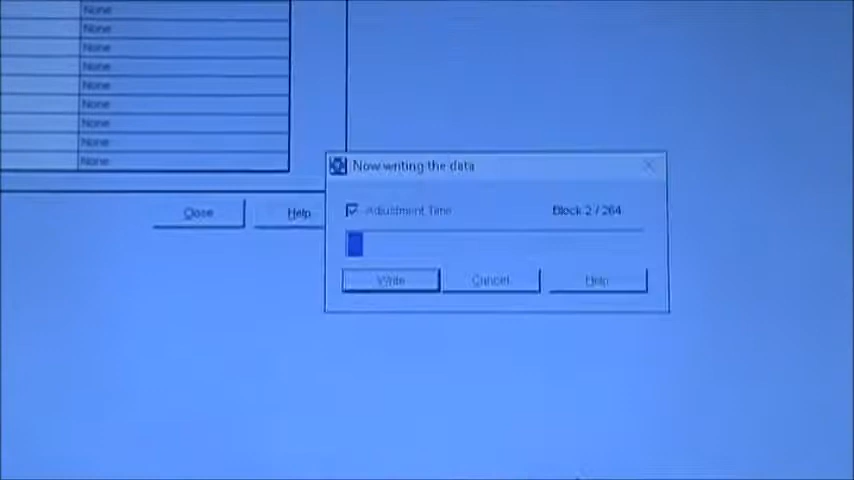 None
None
None
None
None
None
None
None
None
Close
Help
Now writing the data
Adjustment Time
Block 2 / 264
Write
Cancel
Help